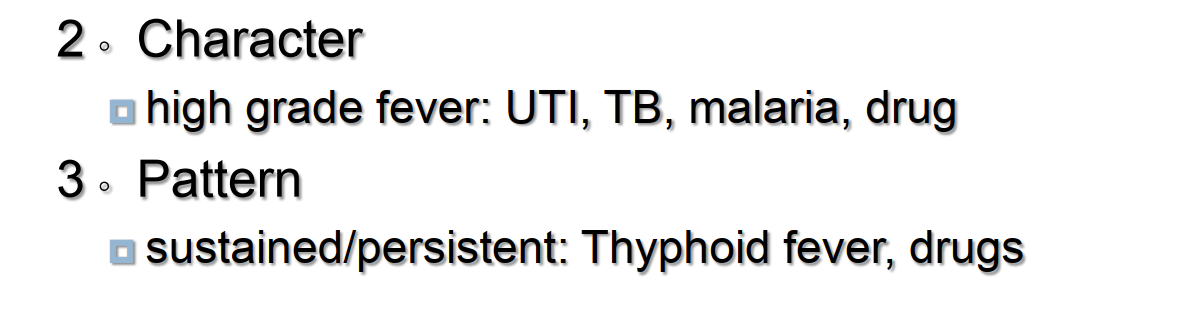 2。Character
high grade fever: UTI, TB, malaria, drug
3。Pattern
sustained/persistent: Thyphoid fever, drugs